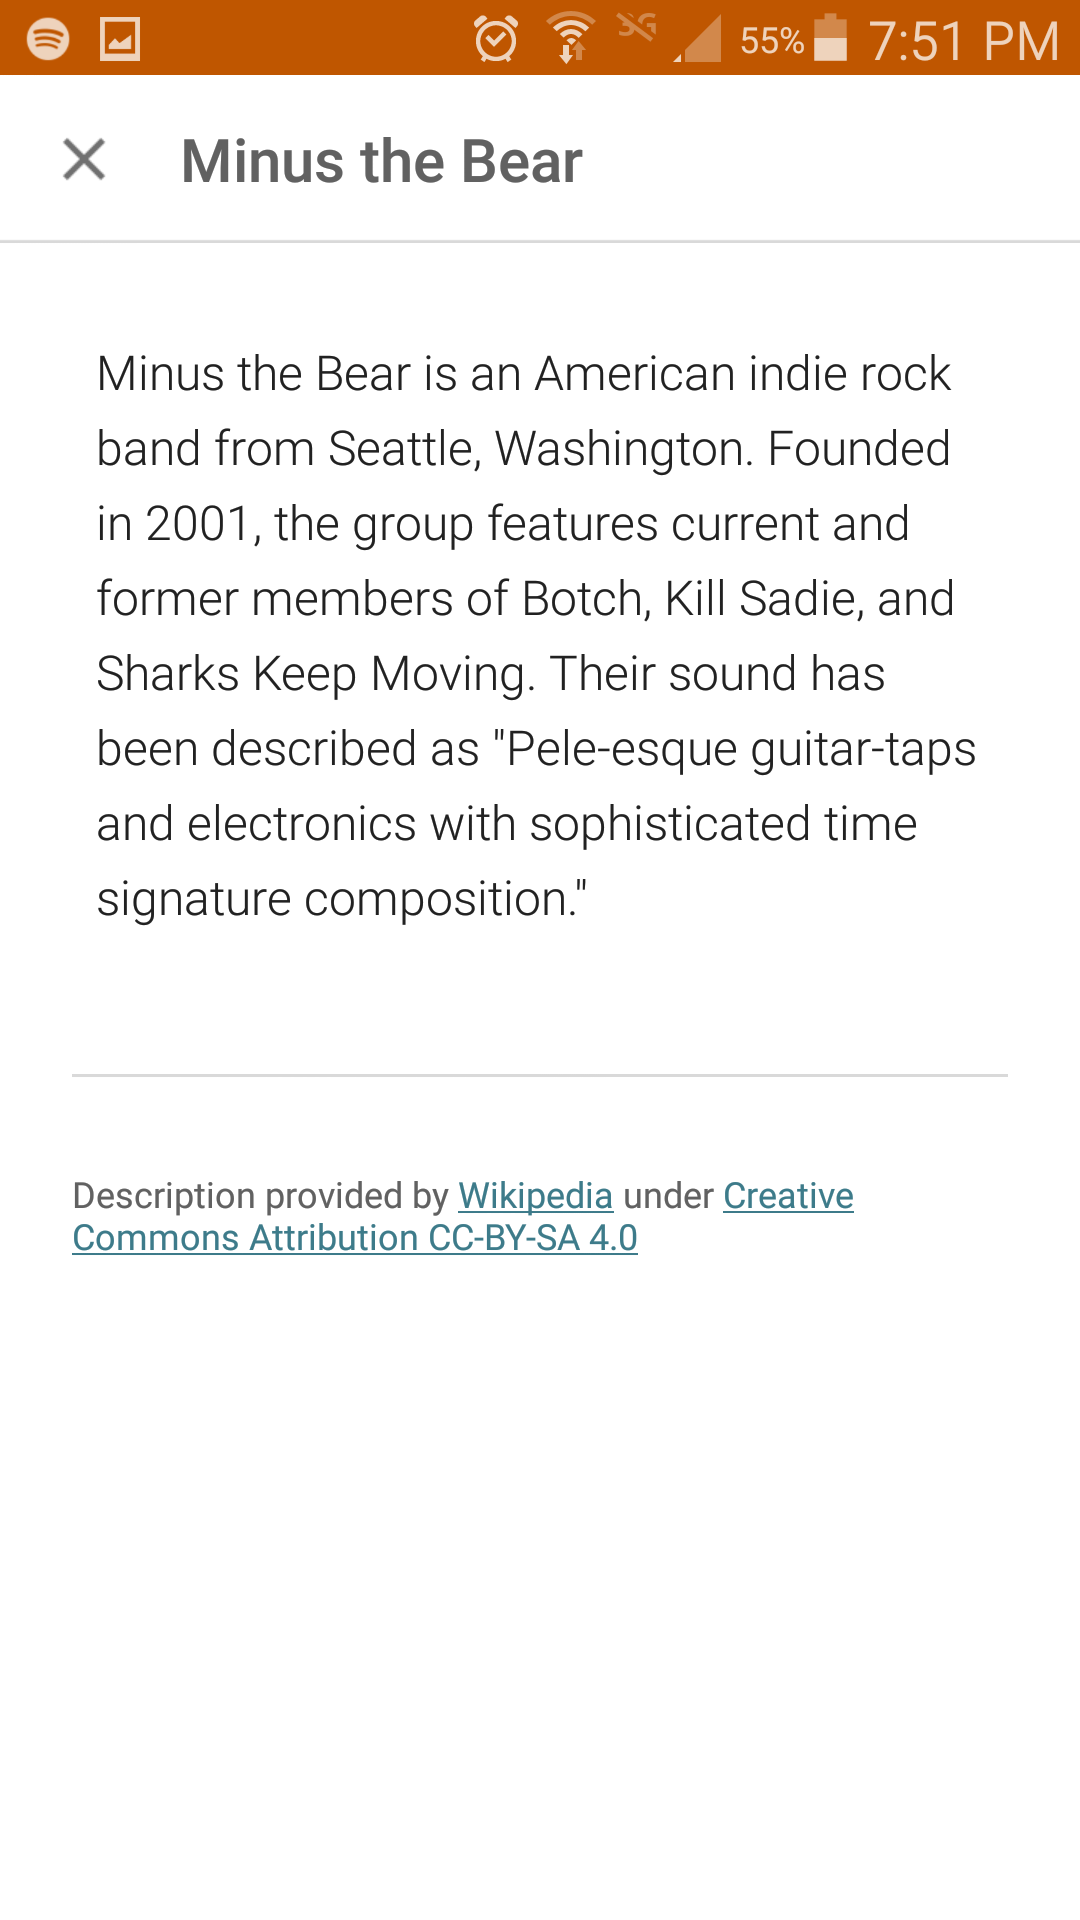 3G 55% 7:51 PM
Minus the Bear
Minus the Bear is an American indie rock
band from Seattle, Washington. Founded
in 2001, the group features current and
former members of Botch, Kill Sadie, and
Sharks Keep Moving. Their sound has
been described as "Pele-esque guitar-taps
and electronics with sophisticated time
signature composition."
Description provided by Wikipedia under Creative
Commons Attribution CC-BY-SA 4.0